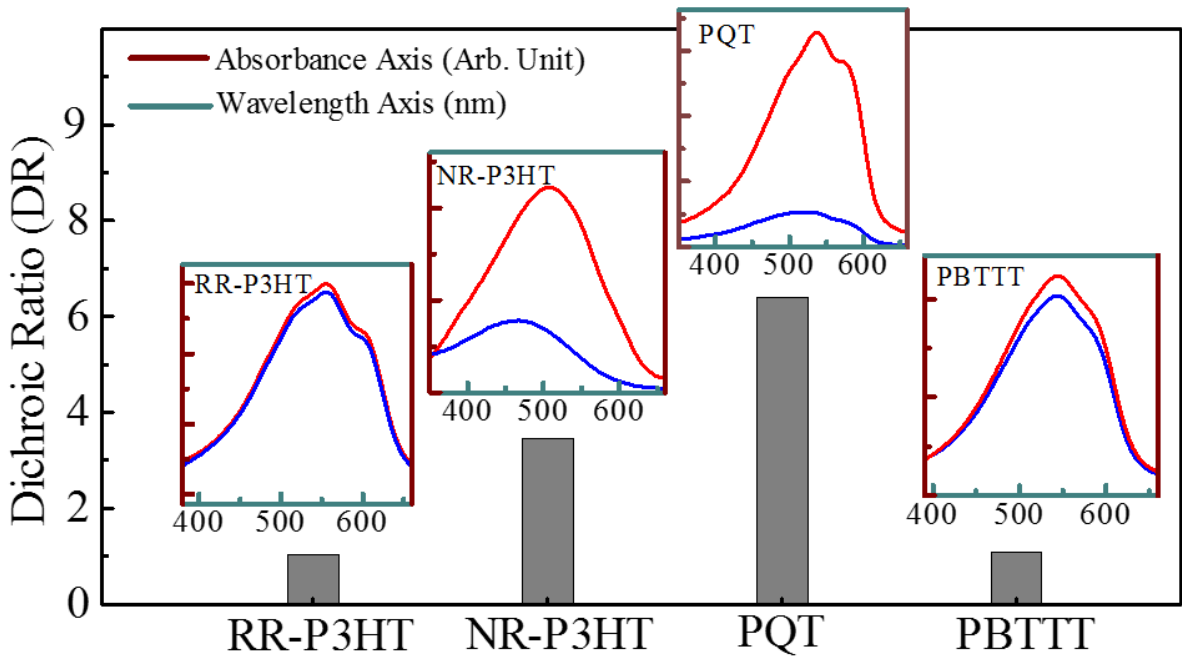 Absorbance Axis (Arb. Unit)
Wavelength Axis (nm)
Dichroic Ratio (DR)
9
8
6
4
2
0
RR-P3HT
400 500 600
NR-P3HT
400 500 600
PQT
400 500 600
PBTTT
400 500 600
RR-P3HT NR-P3HT PQT PBTTT